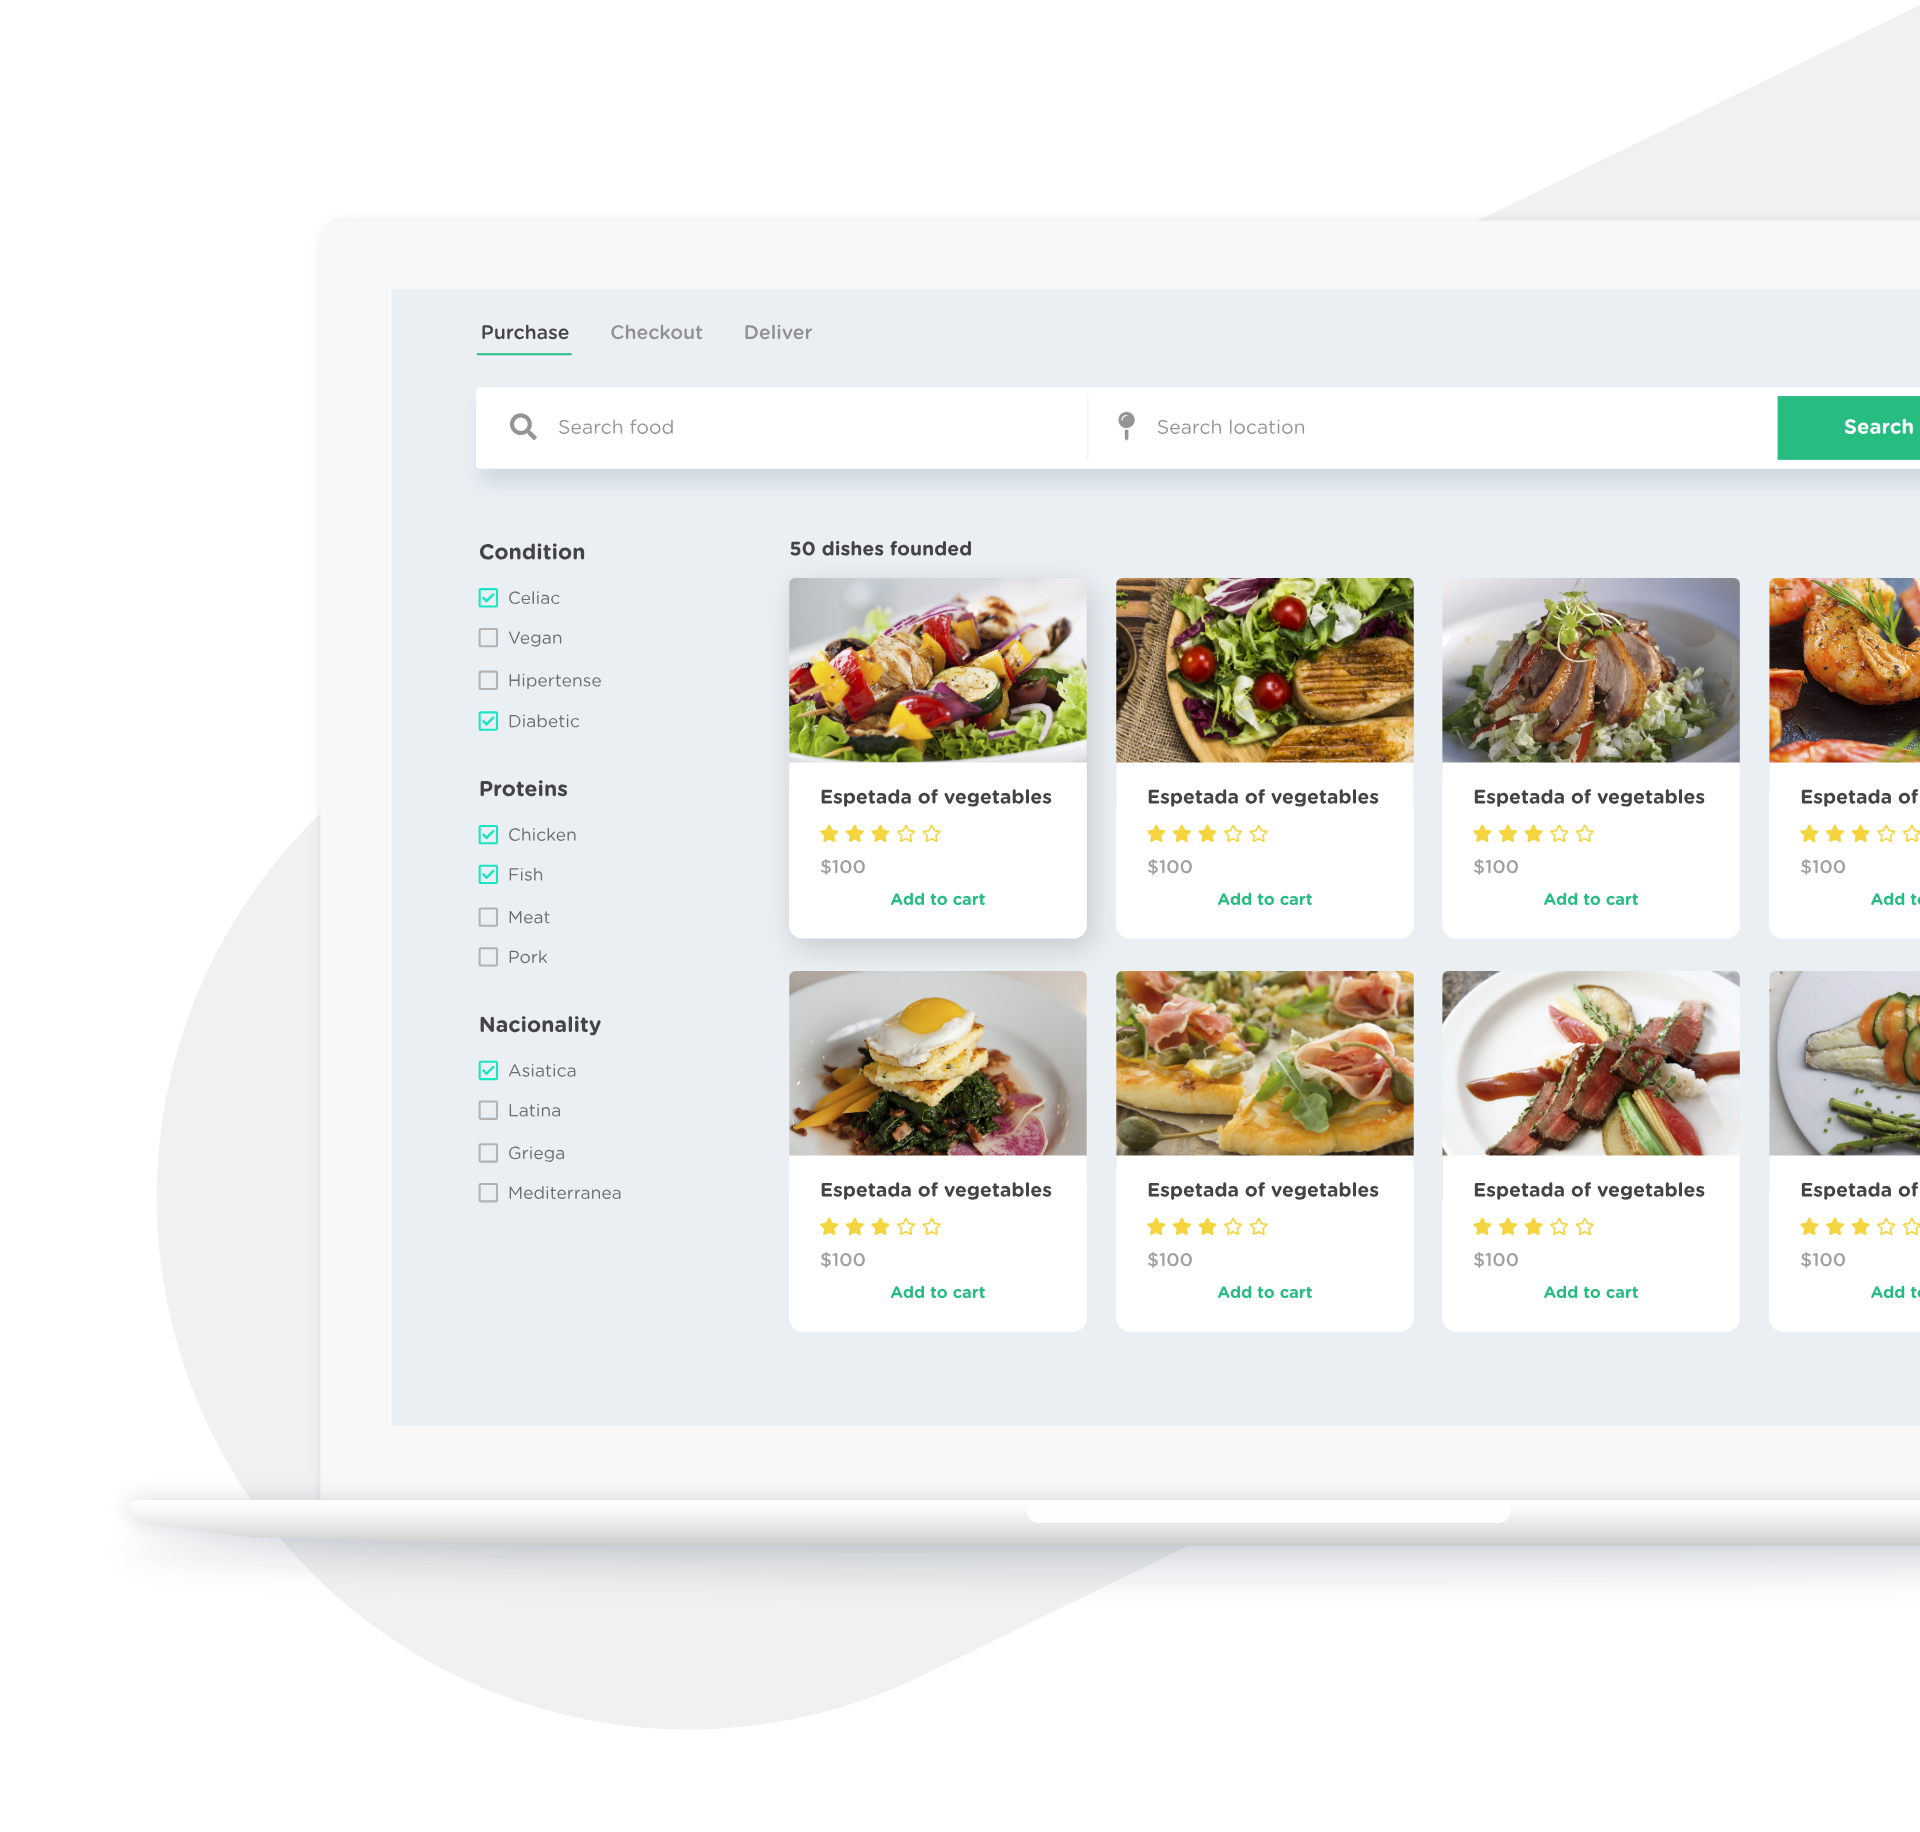 Purchase Checkout Deliver
Search food Search location Search
Condition
Celiac
Vegan
Hipertense
Diabetic
Proteins
Chicken
Fish
Meat
Pork
Nacionality
Asiatica
Latina
Griega
Mediterranea
50 dishes founded
Espetada of vegetables Espetada of vegetables Espetada of vegetables Espetada of
$100 $100 $100 $100
Add to cart Add to cart Add to cart Add
Espetada of vegetables Espetada of vegetables Espetada of vegetables Espetada of
$100 $100 $100 $100
Add to cart Add to cart Add to cart Add